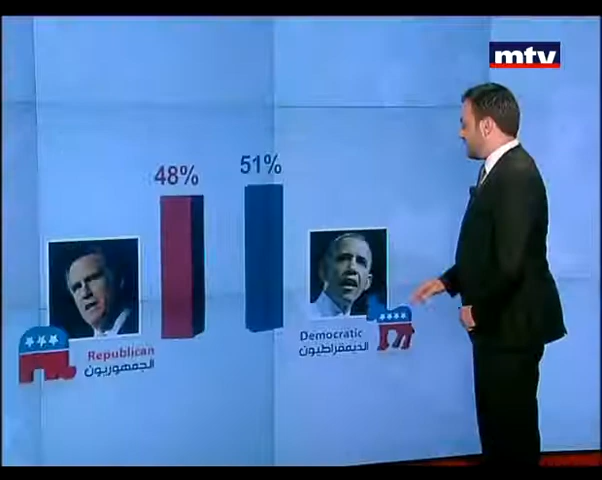 mtv
48%
51%
Republican
الجمهوريون
Democratic
الديمقراطيون